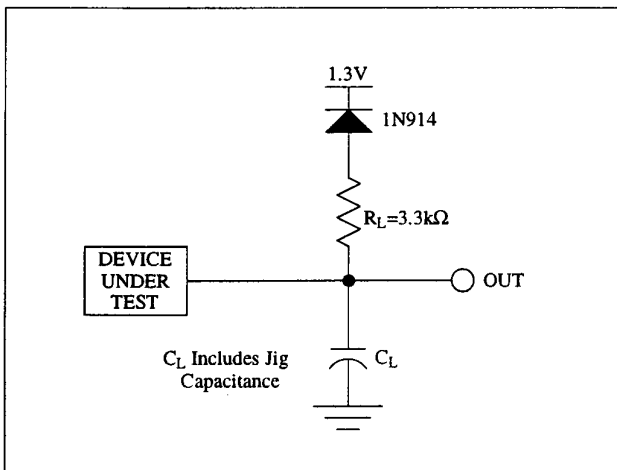 1.3V
1N914
R_L=3.3kΩ
DEVICE
UNDER
TEST
OUT
C_L Includes Jig
Capacitance
C_L